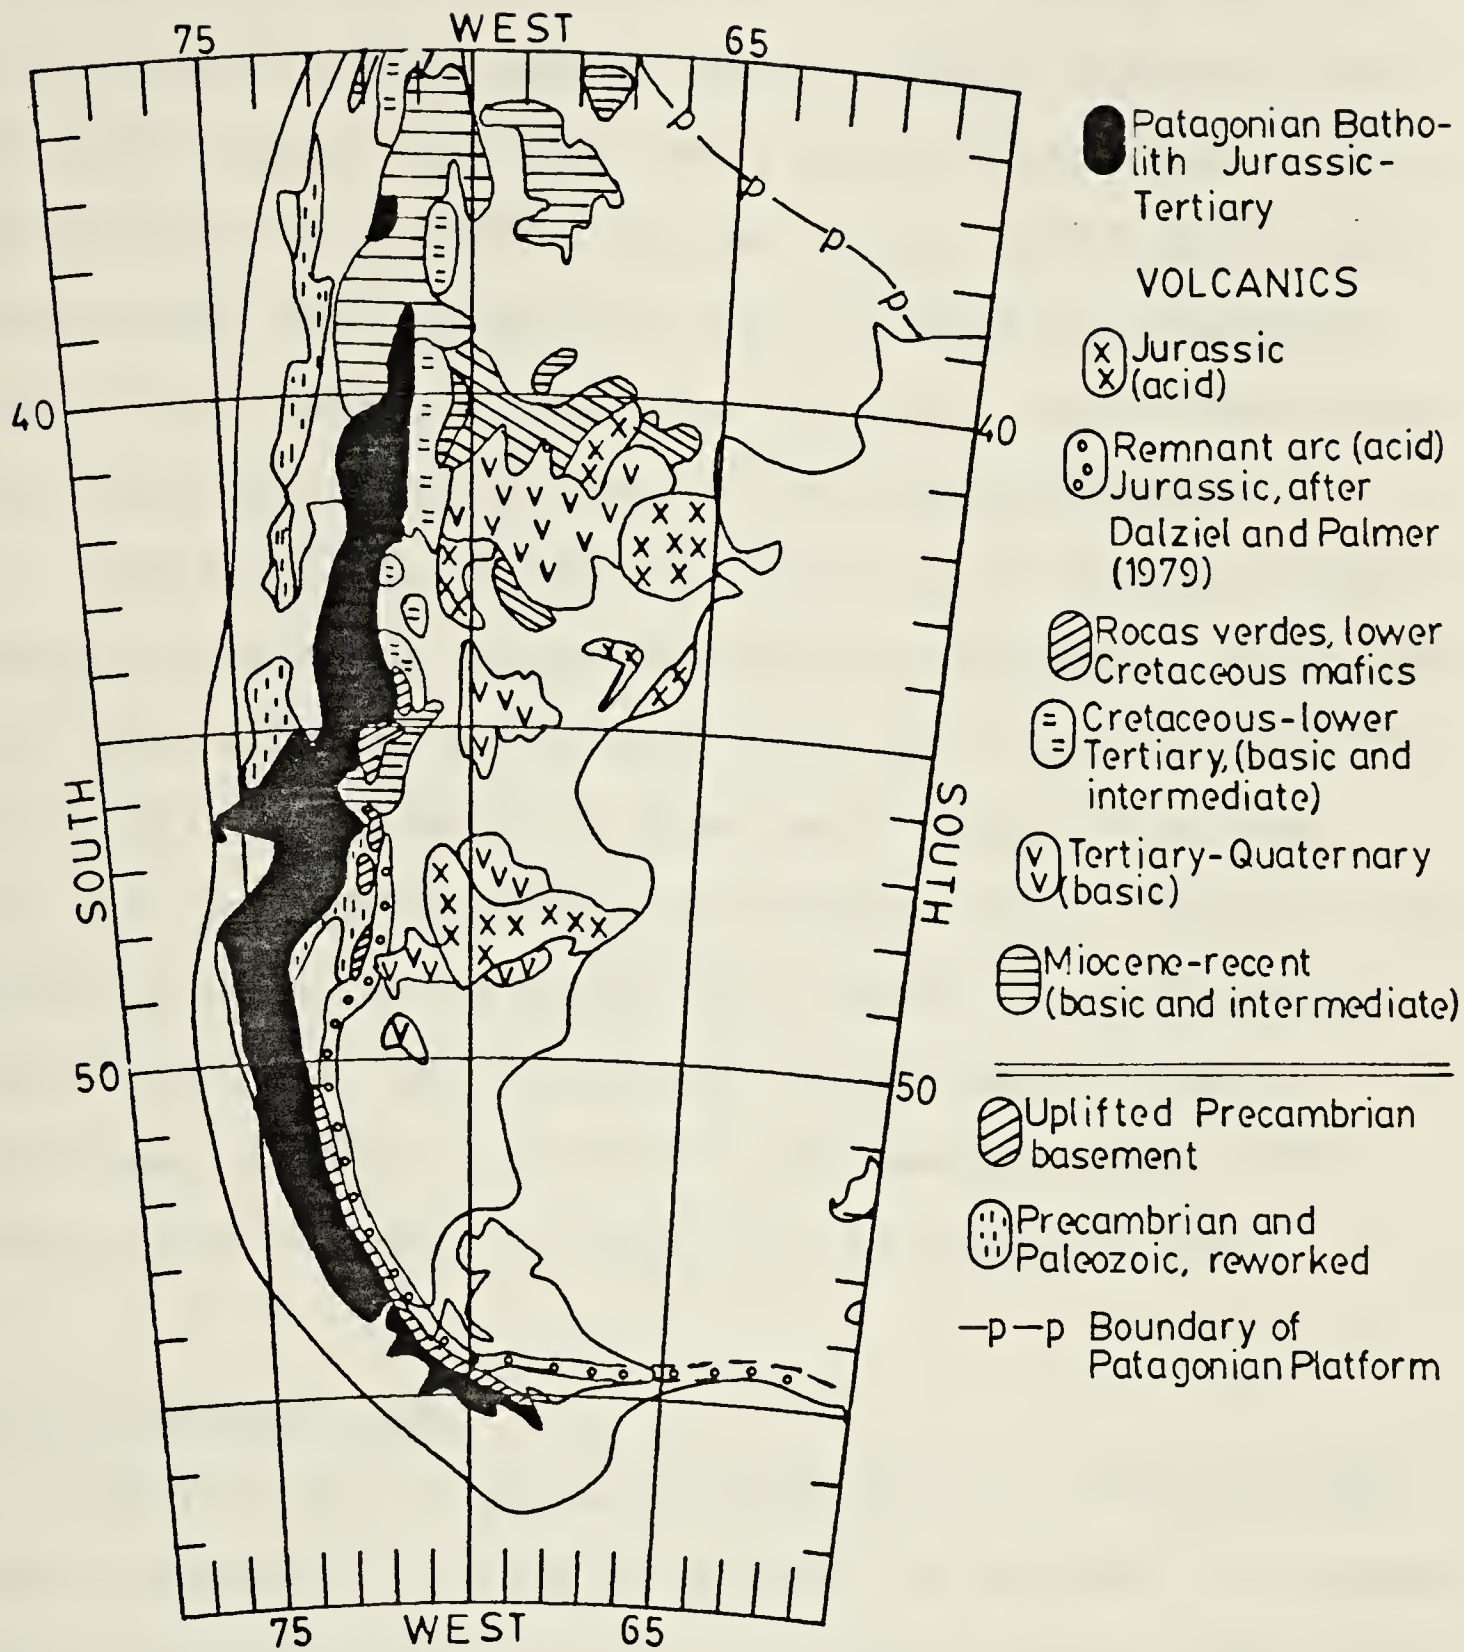 75 WEST 65
Patagonian Batho-
lith Jurassic-
Tertiary
VOLCANICS
Jurassic
(acid)
Remnant arc (acid)
Jurassic, after
Dalziel and Palmer
(1979)
Rocas verdes, lower
Cretaceous mafics
Cretaceous-lower
Tertiary, (basic and
intermediate)
Tertiary-Quaternary
(basic)
Miocene-recent
(basic and intermediate)
Uplifted Precambrian
basement
Precambrian and
Paleozoic, reworked
—p—p Boundary of
Patagonian Platform
p
p
p
p
40 40
SOUTH SOUTH
50 50
75 WEST 65